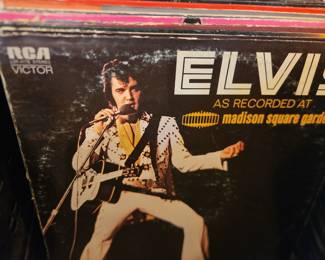 RCA
VICTOR
ELVIS
AS RECORDED AT
madison square garde